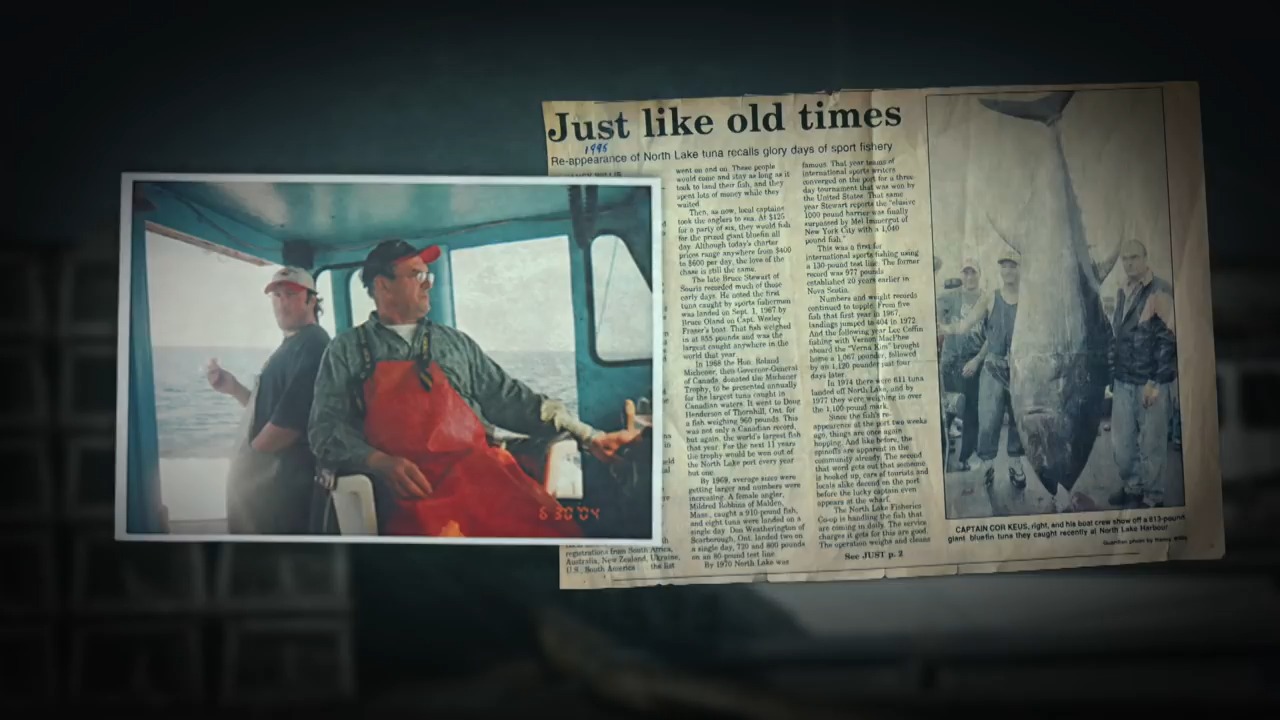 Just like old times
1995
Re-appearance of North Lake tuna recalls glory days of sport fishery
went on and on. These people
would come and stay as long as it
took to land their fish, and they
spent lots of money while they
waited.
Then, as now, local captains
took the anglers to sea. At $125
for a party of six, they would fish
for the proud giant bluefin all
day. Although today's charter
prices range anywhere from $400
to $600 per day, the love of the
chase is still the same.
The late Bruce Stewart of
Souris recorded much of those
early days. He noted the first
tuna caught by sports fishermen
was landed on Sept. 1, 1967 by
Bruce Oland on Capt. Wesley
Fraser's boat. That fish weighed
in at 855 pounds and was the
largest caught anywhere in the
world that year.
In 1968 the Hon. Roland
Michener, then Governor-General
of Canada, donated the Michener
Trophy, to be presented annually
for the largest tuna caught in
Canadian waters. It went to Doug
Henderson of Thornhill, Ont. for
a fish weighing 960 pounds. This
was not only a Canadian record,
but again, the world's largest fish
that year. For the next 11 years
the trophy would be won out of
the North Lake port every year
but one.
By 1969, average sizes were
getting larger and numbers were
increasing. A female angler,
Mildred Robbins of Malden,
Mass., caught a 910-pound fish,
and eight tuna were landed on a
single day. Don Weatherington of
Scarborough, Ont. landed two on
a single day, 720 and 800 pounds
on an 80-pound test line.
By 1970 North Lake was
famous. That year teams of
international sports writers
converged on the port for a three-
day tournament that was won by
the United States. That same
year Stewart reports the "elusive
1000 pound barrier was finally
surpassed by Mel Immergut of
New York City with a 1,040
pound fish."
This was a first for
international sports fishing using
a 130-pound test line. The former
record was 977 pounds
established 20 years earlier in
Nova Scotia.
Numbers and weight records
continued to topple. From five
fish that first year in 1967,
landings jumped to 404 in 1972.
And the following year Lee Coffin
fishing with Vernon MacPhee
aboard the "Verna Kim" brought
home a 1,067 pounder, followed
by an 1,120 pounder just four
days later.
In 1974 there were 611 tuna
landed off North Lake, and by
1977 they were weighing in over
the 1,100 pound mark.
Since the fish's re-
appearance at the port two weeks
ago, things are once again
hopping. And like before, the
spinoffs are apparent in the
community already. The second
that word gets out that someone
is hooked up, cars of tourists and
locals alike decend on the port
before the lucky captain even
appears at the wharf.
The North Lake Fisheries
Co-op is handling the fish that
are coming in daily. The service
charges it gets for this are good.
The operation weighs and cleans
See JUST p. 2
registrations from South Africa,
Australia, New Zealand, Ukraine,
U.S., South America the list
CAPTAIN COR KEUS, right, and his boat crew show off a 613-pound
giant bluefin tuna they caught recently at North Lake Harbour.
Guardian photo by Nancy Willis
6 30 '04